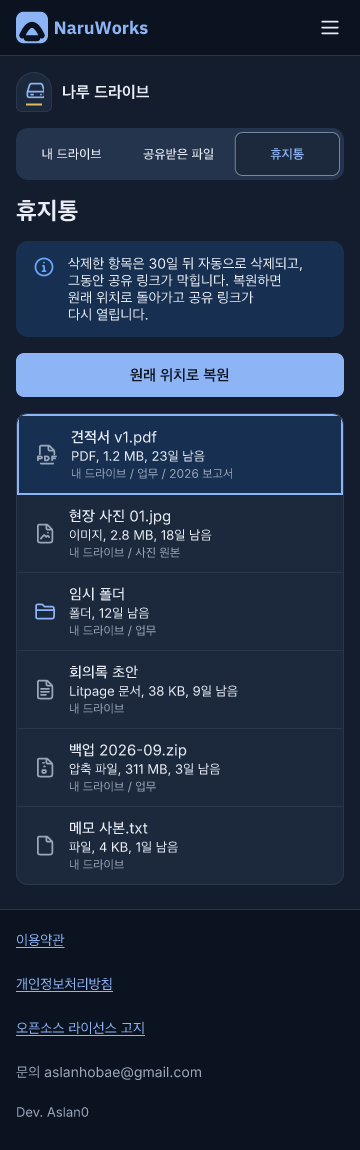 NaruWorks
나루 드라이브
내 드라이브
공유받은 파일
휴지통
휴지통
삭제한 항목은 30일 뒤 자동으로 삭제되고,
그동안 공유 링크가 막힙니다. 복원하면
원래 위치로 돌아가고 공유 링크가
다시 열립니다.
원래 위치로 복원
PDF
견적서 v1.pdf
PDF, 1.2 MB, 23일 남음
내 드라이브 / 업무 / 2026 보고서
현장 사진 01.jpg
이미지, 2.8 MB, 18일 남음
내 드라이브 / 사진 원본
임시 폴더
폴더, 12일 남음
내 드라이브 / 업무
회의록 초안
Litpage 문서, 38 KB, 9일 남음
내 드라이브
백업 2026-09.zip
압축 파일, 311 MB, 3일 남음
내 드라이브 / 업무
메모 사본.txt
파일, 4 KB, 1일 남음
내 드라이브
이용약관
개인정보처리방침
오픈소스 라이선스 고지
문의 aslanhobae@gmail.com
Dev. Aslan0